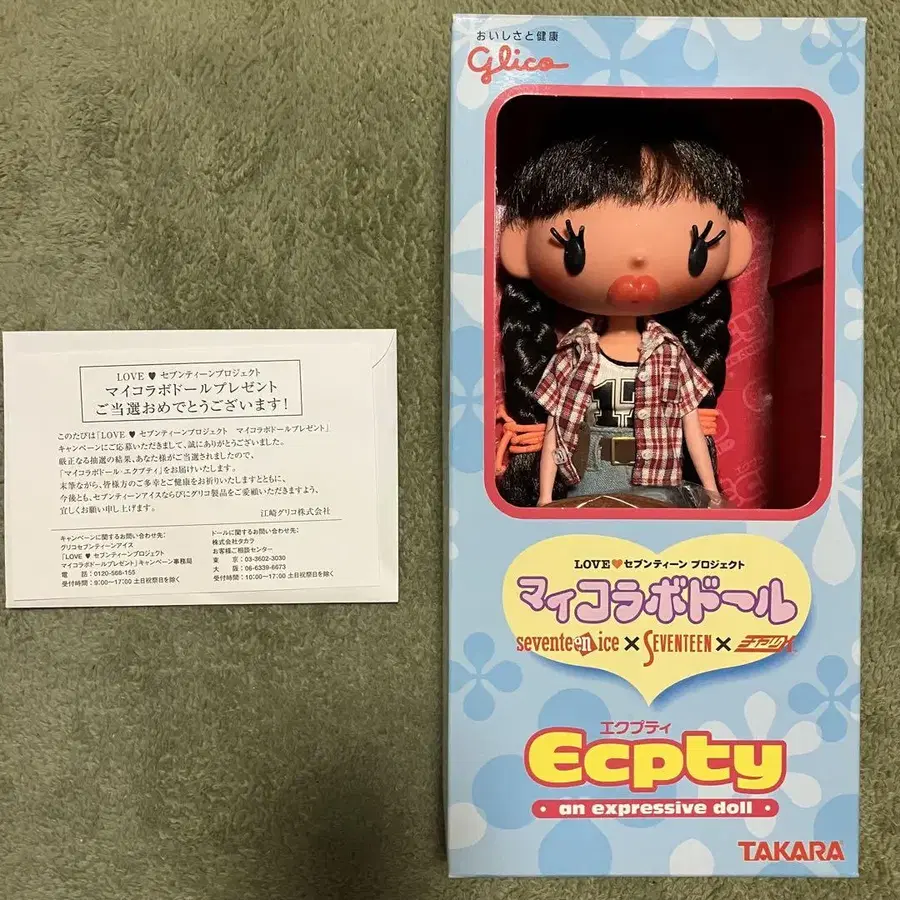 LOVE♥セブンティーンプロジェクト
マイコラボドールプレゼント
ご当選おめでとうございます!
このたびは「LOVE♥セブンティーンプロジェクト マイコラボドールプレゼント」
キャンペーンにご応募いただきまして、誠にありがとうございました。
厳正なる抽選の結果、あなた様がご当選されましたので、
「マイコラボドール・エクプティ」をお届けいたします。
末筆ながら、皆様方のご多幸とご健康をお祈りいたしますとともに、
今後とも、セブンティーンアイスならびにグリコ製品をご愛顧いただきますよう、
宜しくお願い申し上げます。
江崎グリコ株式会社
キャンペーンに関するお問い合わせ先:
グリコセブンティーンアイス
「LOVE♥セブンティーンプロジェクト
マイコラボドールプレゼント」キャンペーン事務局
電 話:0120-566-155
受付時間:9:00〜17:00 土日祝祭日を除く
ドールに関するお問い合わせ先:
株式会社タカラ
お客様ご相談センター
東 京:03-3602-3030
大 阪:06-6339-6673
受付時間:10:00〜17:00 土日祝祭日を除く
おいしさと健康
glico
17
LOVE♥セブンティーン プロジェクト
マイコラボドール
seventeen ice×SEVENTEEN×
エクプティ
Ecpty
・an expressive doll・
TAKARA